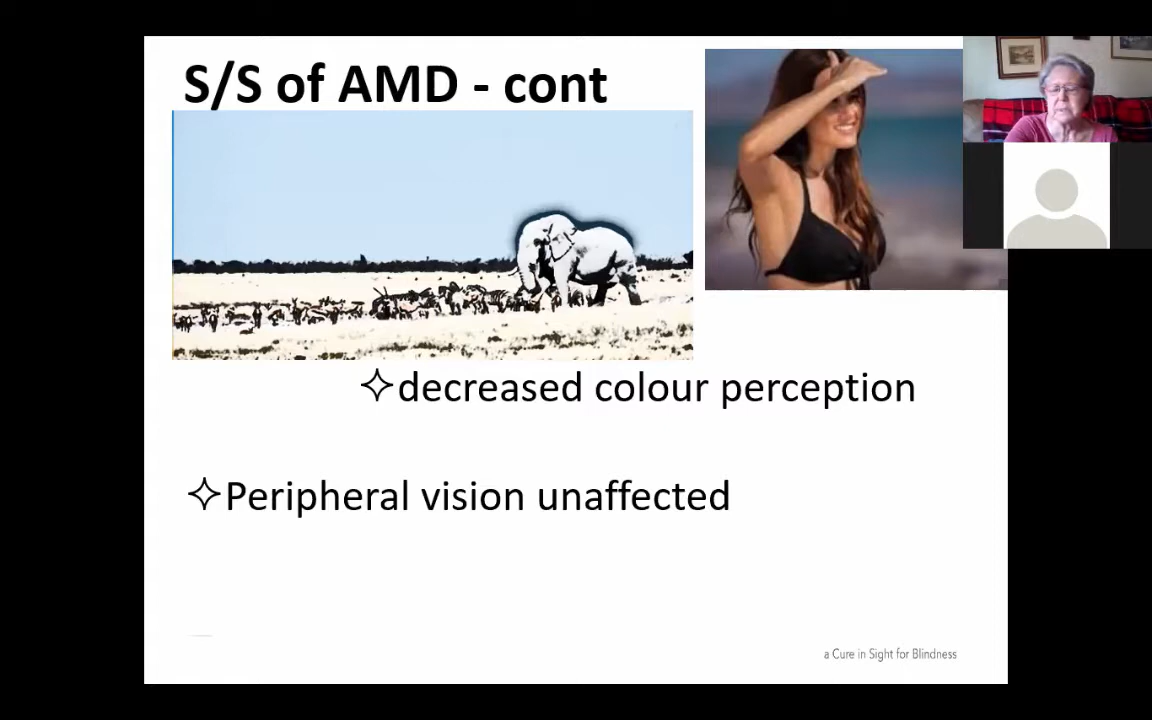 S/S of AMD - cont
✧decreased colour perception
✧Peripheral vision unaffected
a Cure in Sight for Blindness